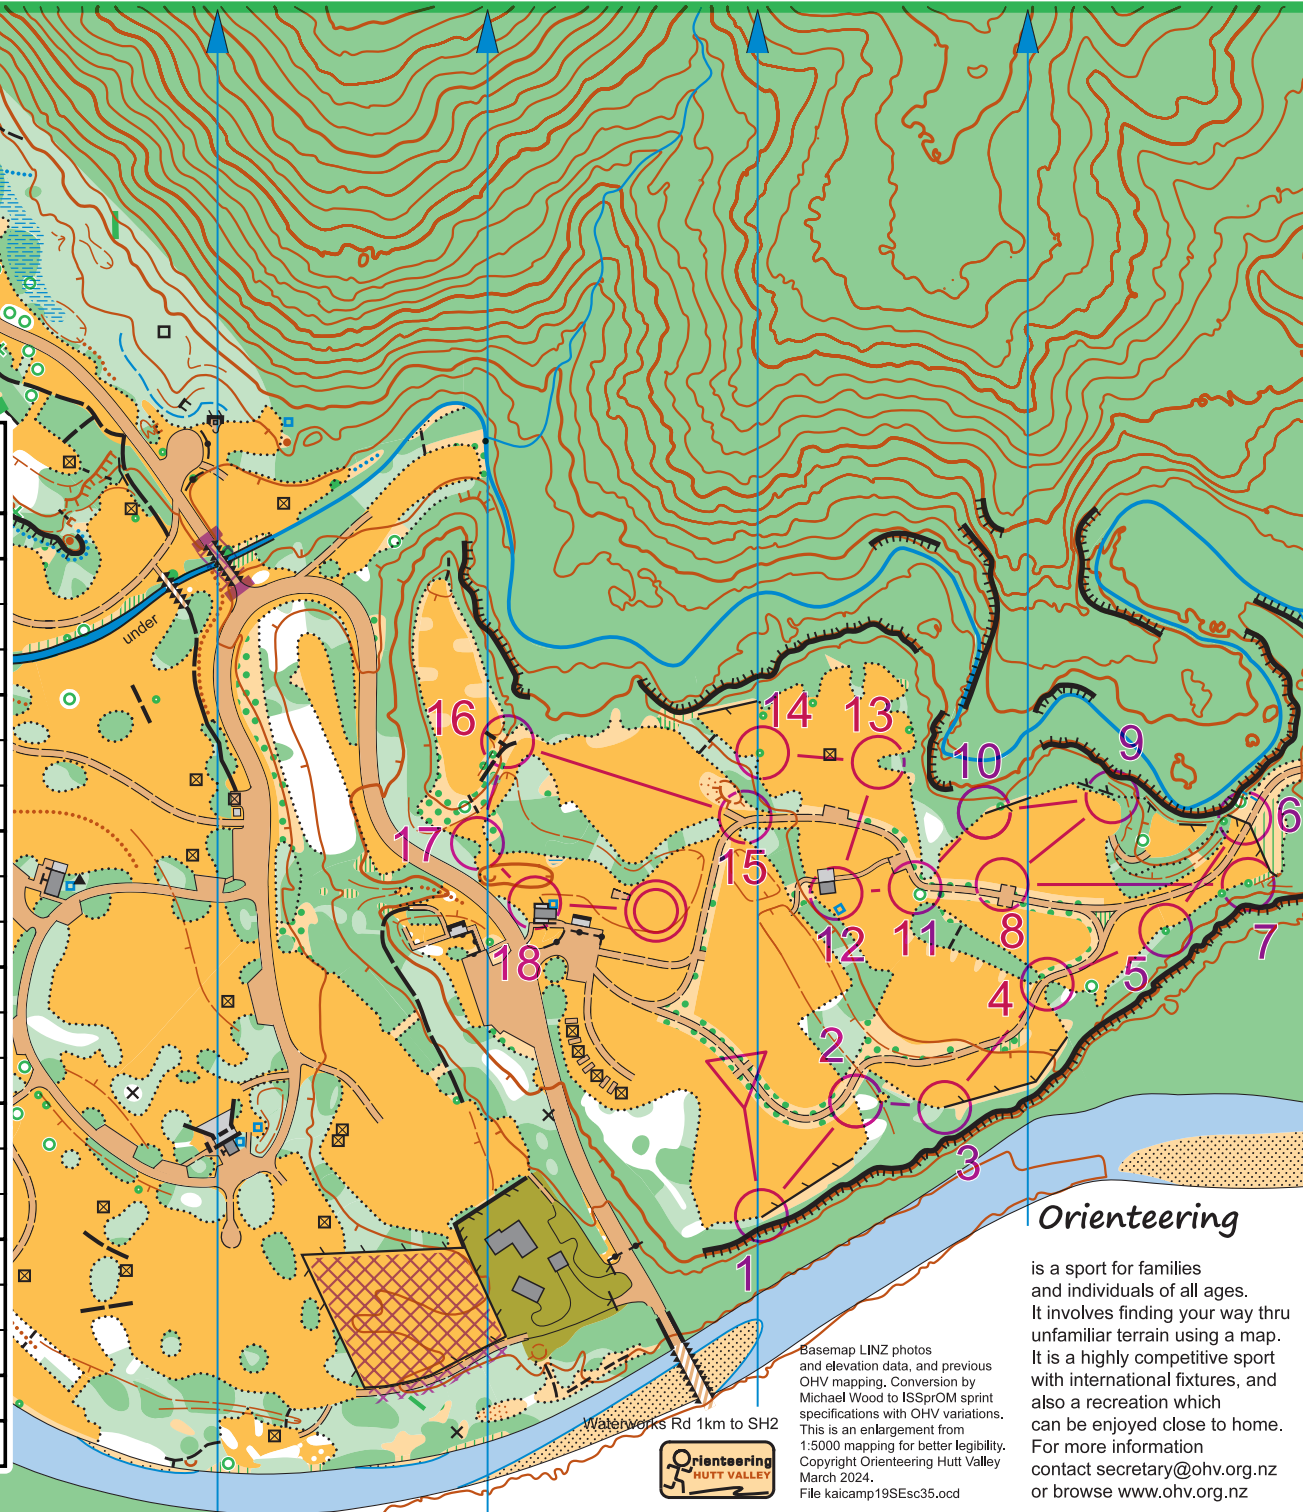 under
16
14
13
10
9
6
17
15
12
11
8
7
18
5
4
2
3
1
Orienteering
is a sport for families
and individuals of all ages.
It involves finding your way thru
unfamiliar terrain using a map.
It is a highly competitive sport
with international fixtures, and
also a recreation which
can be enjoyed close to home.
For more information
contact secretary@ohv.org.nz
or browse www.ohv.org.nz
Basemap LINZ photos
and elevation data, and previous
OHV mapping. Conversion by
Michael Wood to ISSprOM sprint
specifications with OHV variations.
This is an enlargement from
1:5000 mapping for better legibility.
Copyright Orienteering Hutt Valley
March 2024.
File kaicamp19SEsc35.ocd
Waterworks Rd 1km to SH2
Orienteering
HUTT VALLEY